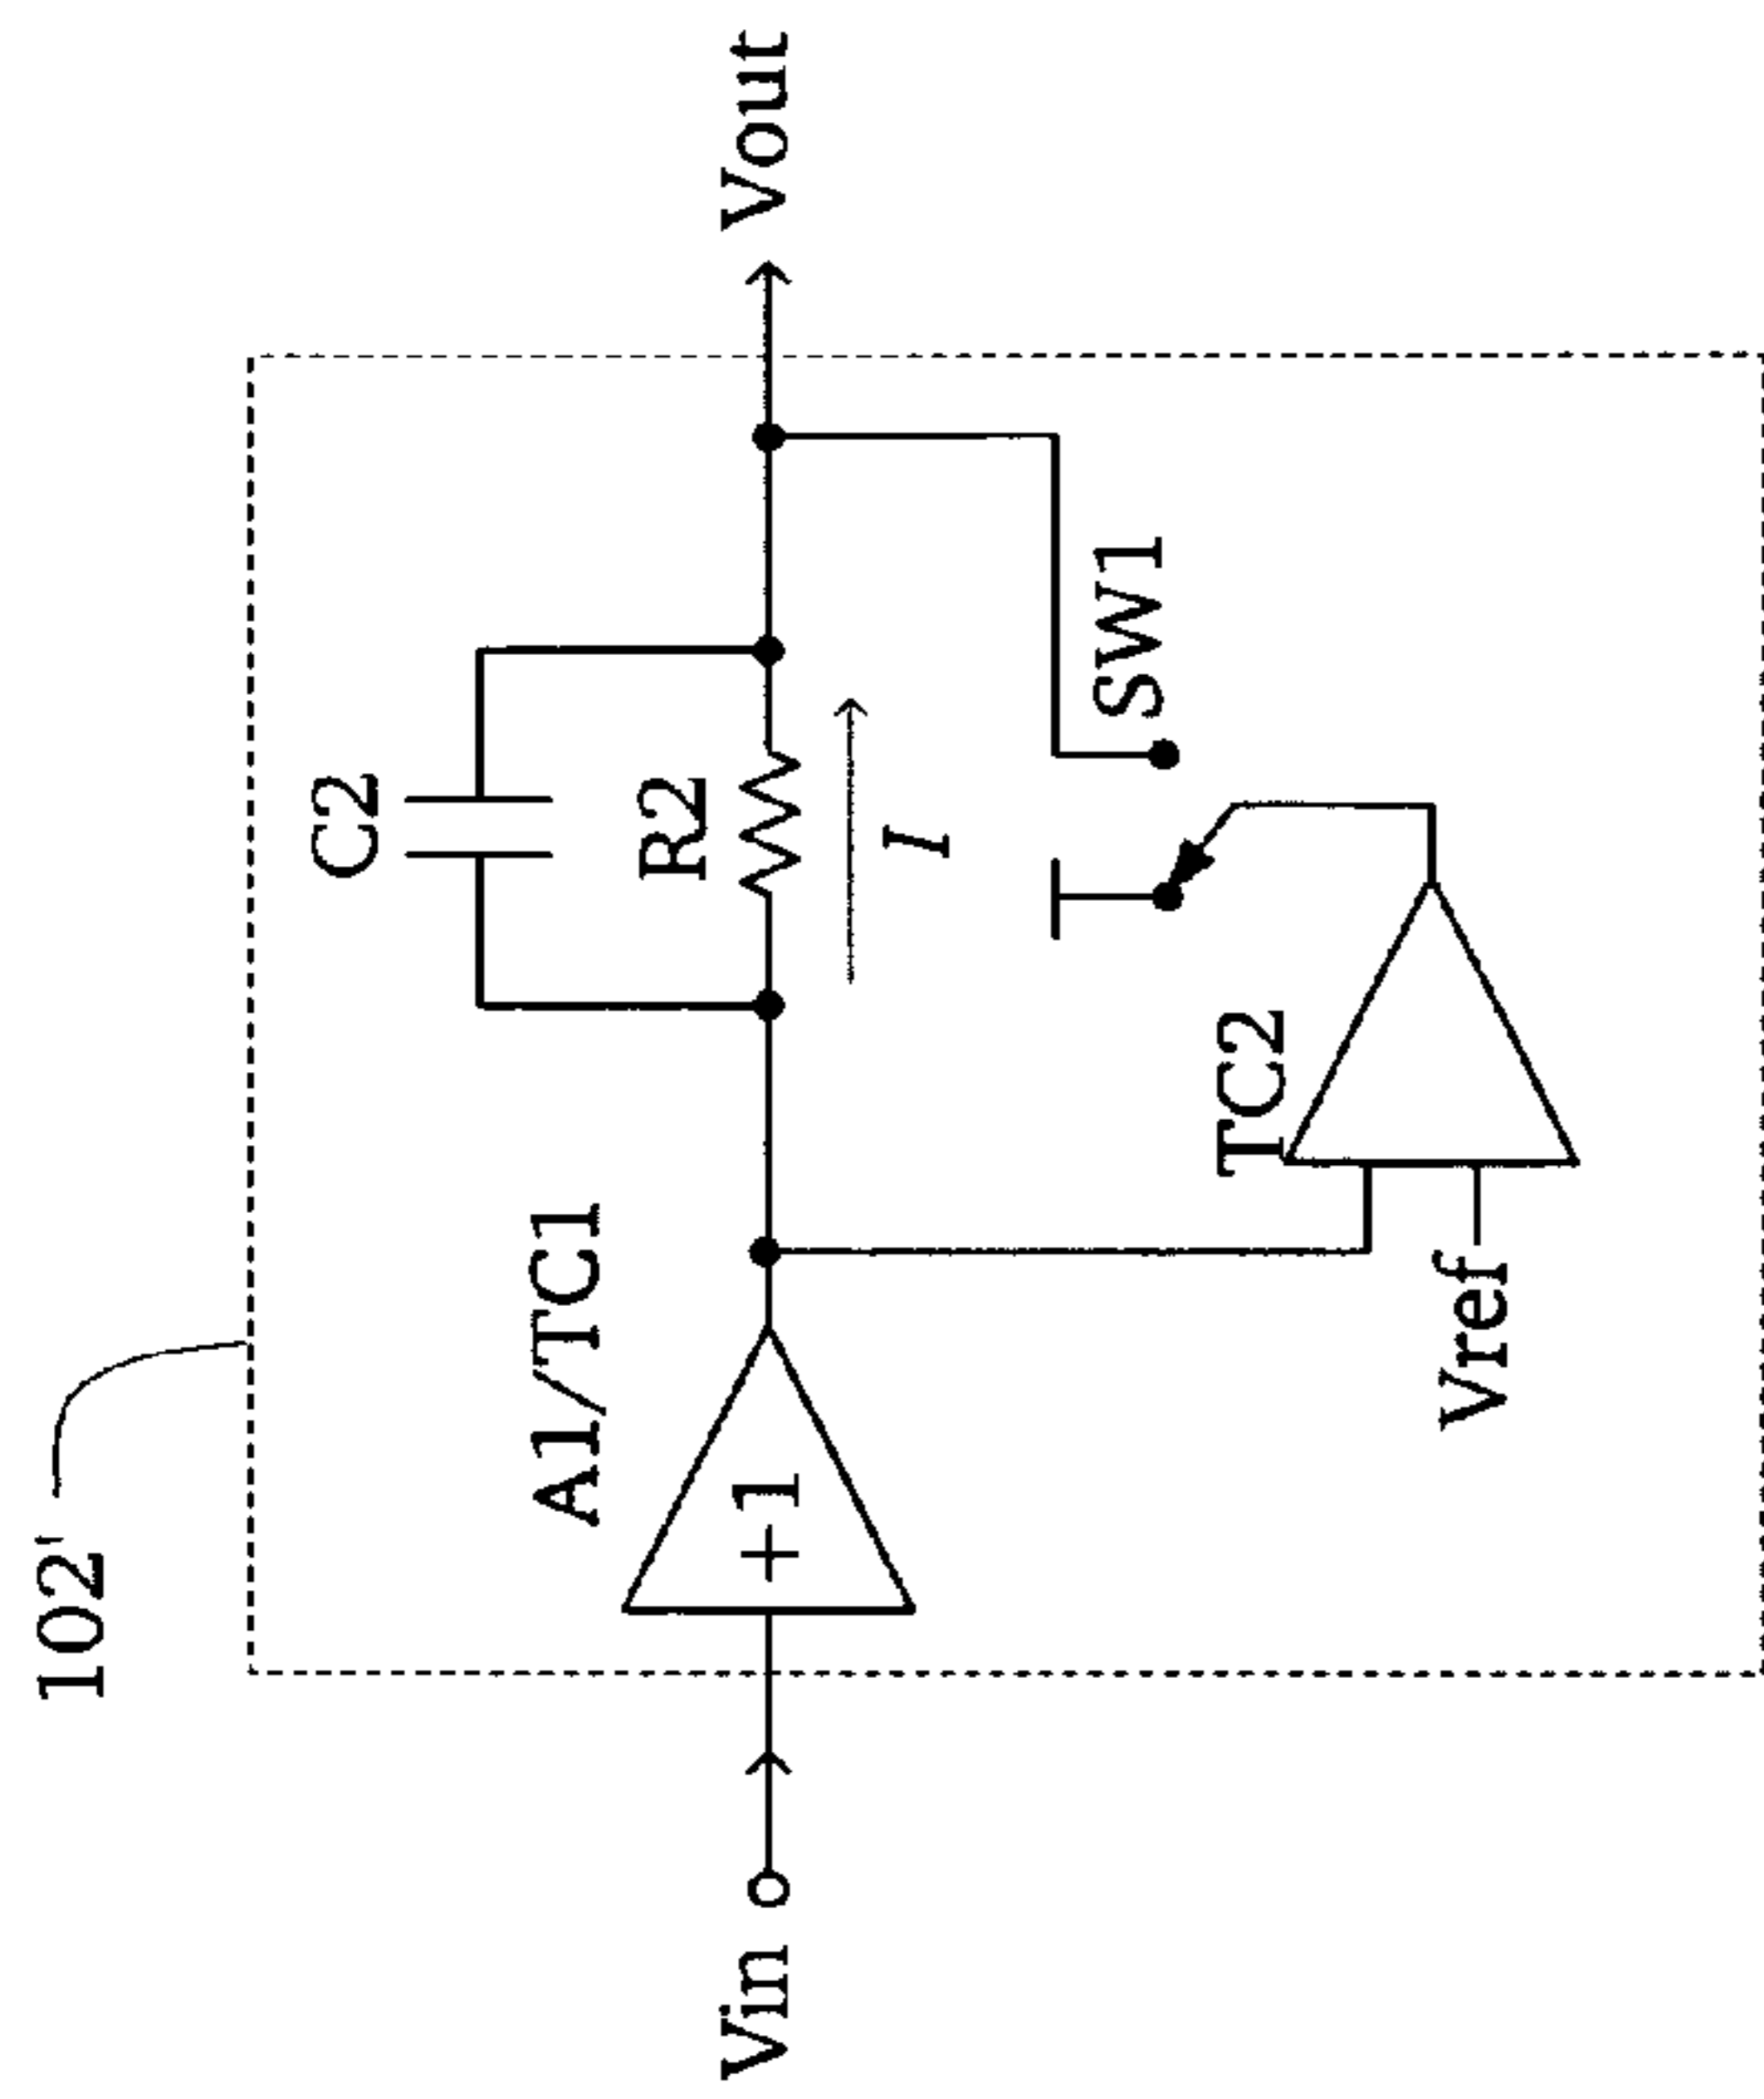 102'
C2
R2
I
A1/TC1
+1
Vin
Vout
SW1
TC2
Vref